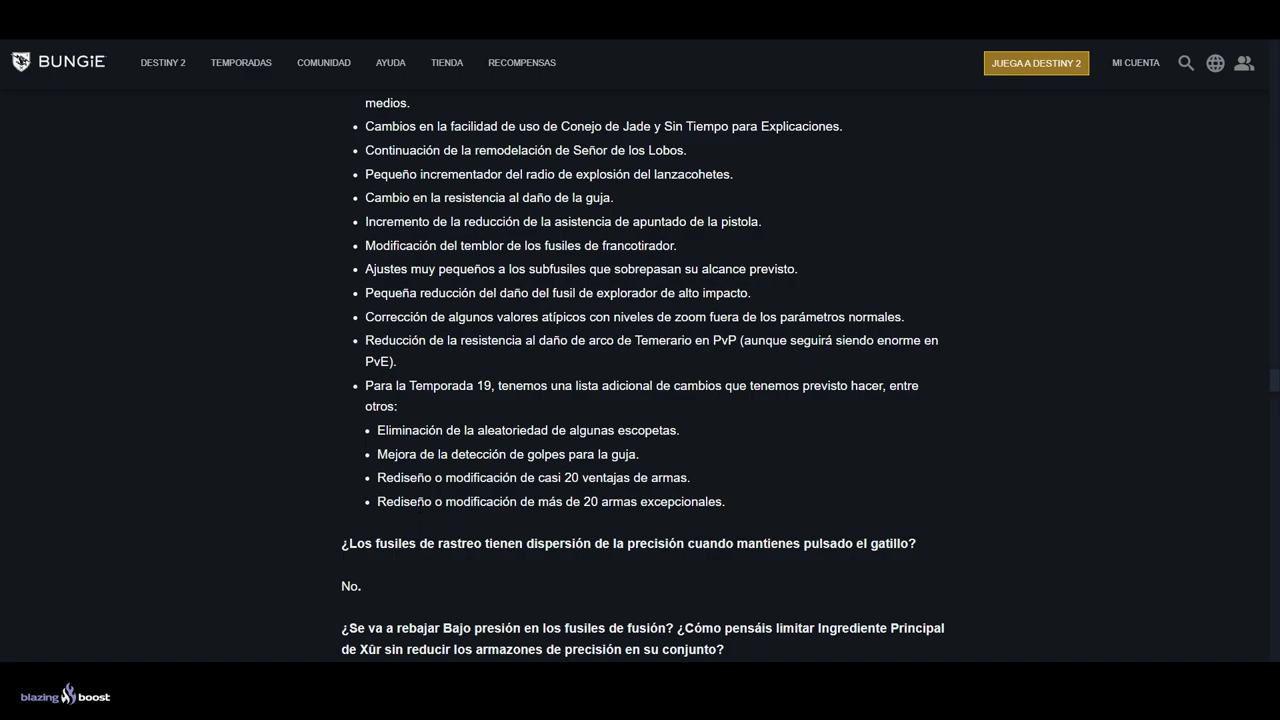 BUNGiE DESTINY 2 TEMPORADAS COMUNIDAD AYUDA TIENDA RECOMPENSAS JUEGA A DESTINY 2 MI CUENTA
medios.
Cambios en la facilidad de uso de Conejo de Jade y Sin Tiempo para Explicaciones.
Continuación de la remodelación de Señor de los Lobos.
Pequeño incrementador del radio de explosión del lanzacohetes.
Cambio en la resistencia al daño de la guja.
Incremento de la reducción de la asistencia de apuntado de la pistola.
Modificación del temblor de los fusiles de francotirador.
Ajustes muy pequeños a los subfusiles que sobrepasan su alcance previsto.
Pequeña reducción del daño del fusil de explorador de alto impacto.
Corrección de algunos valores atípicos con niveles de zoom fuera de los parámetros normales.
Reducción de la resistencia al daño de arco de Temerario en PvP (aunque seguirá siendo enorme en
PvE).
Para la Temporada 19, tenemos una lista adicional de cambios que tenemos previsto hacer, entre
otros:
Eliminación de la aleatoriedad de algunas escopetas.
Mejora de la detección de golpes para la guja.
Rediseño o modificación de casi 20 ventajas de armas.
Rediseño o modificación de más de 20 armas excepcionales.
¿Los fusiles de rastreo tienen dispersión de la precisión cuando mantienes pulsado el gatillo?
No.
¿Se va a rebajar Bajo presión en los fusiles de fusión? ¿Cómo pensáis limitar Ingrediente Principal
de Xûr sin reducir los armazones de precisión en su conjunto?
blazing boost